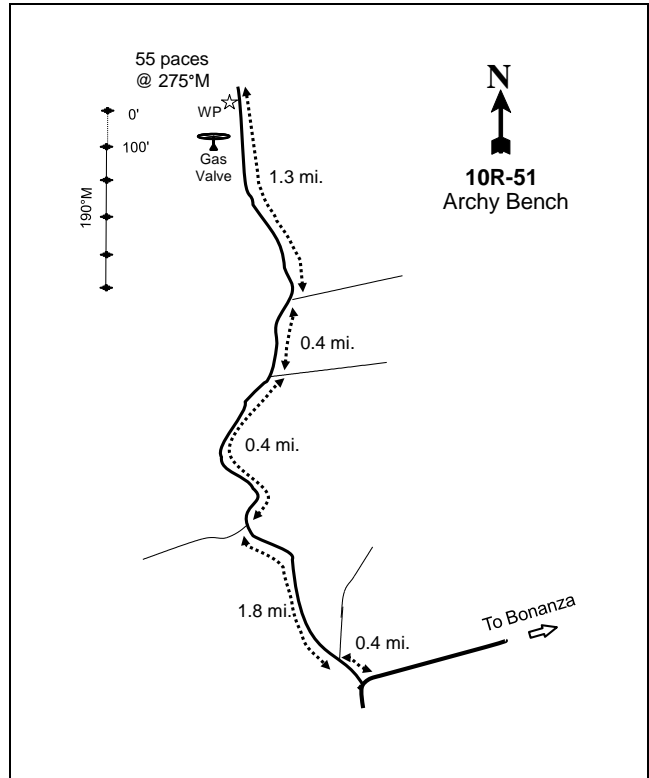 55 paces
@ 275°M
N
WP
0'
100'
Gas
Valve
190°M
1.3 mi.
10R-51
Archy Bench
0.4 mi.
0.4 mi.
1.8 mi.
0.4 mi.
To Bonanza